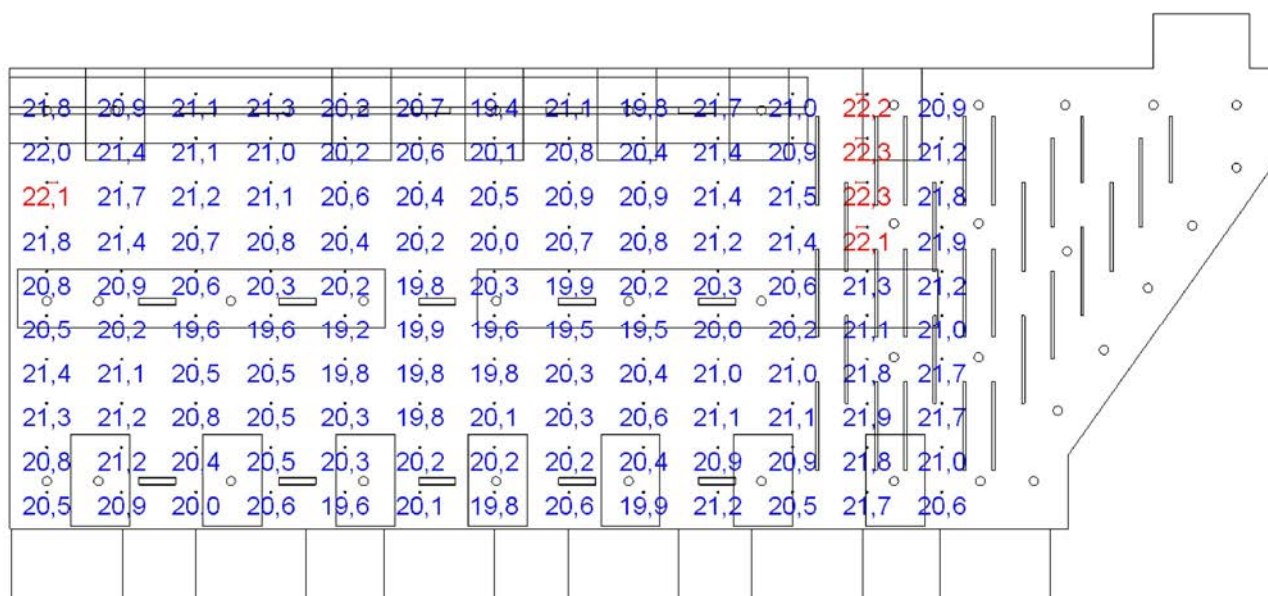 21,8 20,9 21,1 21,3 20,2 20,7 19,4 21,1 19,8 21,7 21,0 22,2 20,9
22,0 21,4 21,1 21,0 20,2 20,6 20,1 20,8 20,4 21,4 20,9 22,3 21,2
22,1 21,7 21,2 21,1 20,6 20,4 20,5 20,9 20,9 21,4 21,5 22,3 21,8
21,8 21,4 20,7 20,8 20,4 20,2 20,0 20,7 20,8 21,2 21,4 22,1 21,9
20,8 20,9 20,6 20,3 20,2 19,8 20,3 19,9 20,2 20,3 20,6 21,3 21,2
20,5 20,2 19,6 19,6 19,2 19,9 19,6 19,5 19,5 20,0 20,2 21,1 21,0
21,4 21,1 20,5 20,5 19,8 19,8 19,8 20,3 20,4 21,0 21,0 21,8 21,7
21,3 21,2 20,8 20,5 20,3 19,8 20,1 20,3 20,6 21,1 21,1 21,9 21,7
20,8 21,2 20,4 20,5 20,3 20,2 20,2 20,2 20,4 20,9 20,9 21,8 21,0
20,5 20,9 20,0 20,6 19,6 20,1 19,8 20,6 19,9 21,2 20,5 21,7 20,6